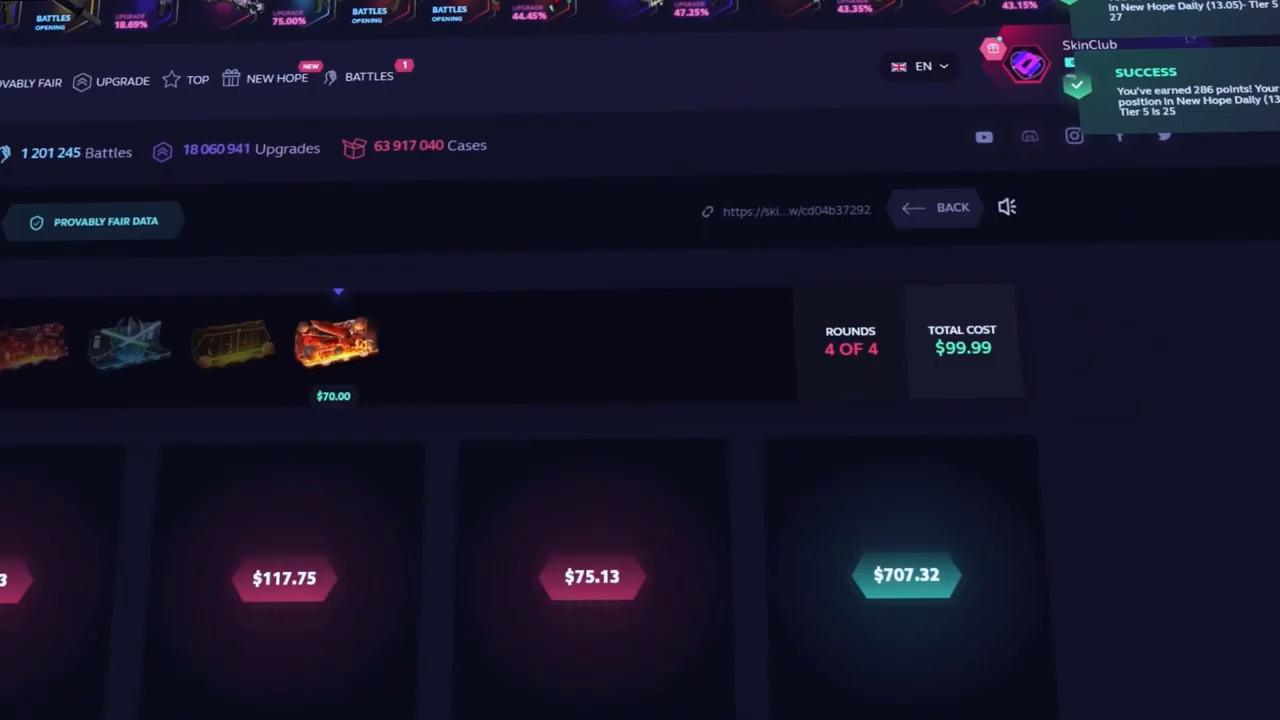 BATTLES
OPENING
UPGRADE
18.69%
UPGRADE
75.00%
BATTLES
OPENING
BATTLES
OPENING
UPGRADE
44.45%
UPGRADE
47.25%
UPGRADE
43.35%
43.15%
In New Hope Daily (13.05)- Tier 5
27
OVABLY FAIR
UPGRADE
TOP
NEW HOPE
NEW
BATTLES
1
EN
SkinClub
SUCCESS
You've earned 286 points! Your
position in New Hope Daily (13
Tier 5 is 25
1 201 245 Battles
18 060 941 Upgrades
63 917 040 Cases
PROVABLY FAIR DATA
https://ski...w/cd04b37292
BACK
ROUNDS
4 OF 4
TOTAL COST
$99.99
$70.00
3
$117.75
$75.13
$707.32